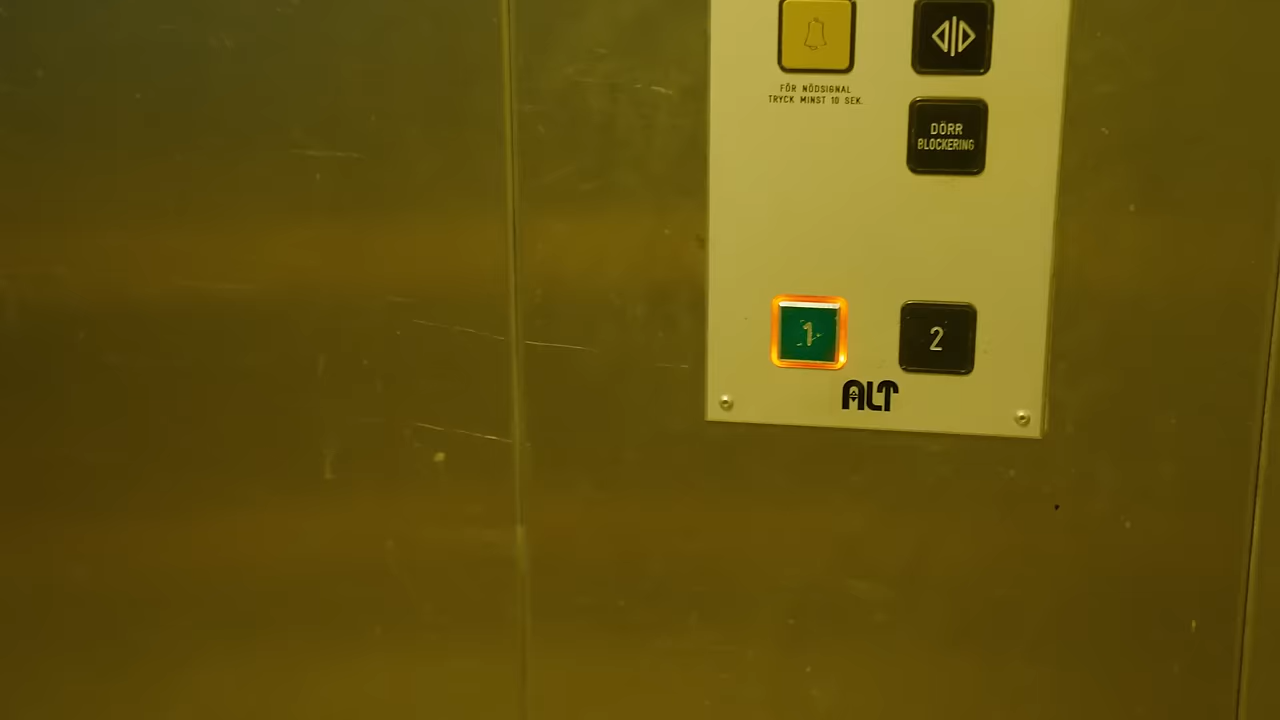 FÖR NÖDSIGNAL
TRYCK MINST 10 SEK.
DÖRR
BLOCKERING
1
2
ALT